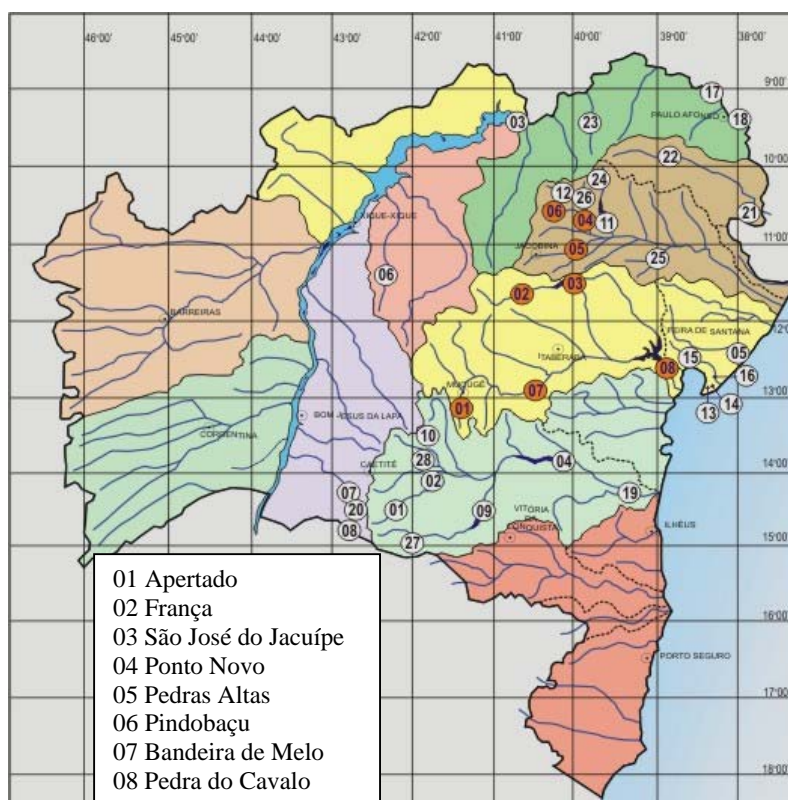 46°00' 45°00' 44°00' 43°00' 42°00' 41°00' 40°00' 39°00' 38°00'
9°00'
17
PAULO AFONSO
18
03
23
10°00'
22
24
12
26
06
04
11
21
XIQUE-XIQUE
11°00'
JACOBINA
05
25
06
03
02
BARREIRAS
12°00'
FEIRA DE SANTANA
ITABERABA
15
05
08
16
MUCUGÊ
07
13°00'
01
14
13
BOM JESUS DA LAPA
10
CORRENTINA
CAETITÉ
28
04
14°00'
02
07
19
20
01
09
VITÓRIA
DA
CONQUISTA
08
ILHÉUS
27
15°00'
16°00'
PORTO SEGURO
17°00'
18°00'
01 Apertado
02 França
03 São José do Jacuípe
04 Ponto Novo
05 Pedras Altas
06 Pindobaçu
07 Bandeira de Melo
08 Pedra do Cavalo